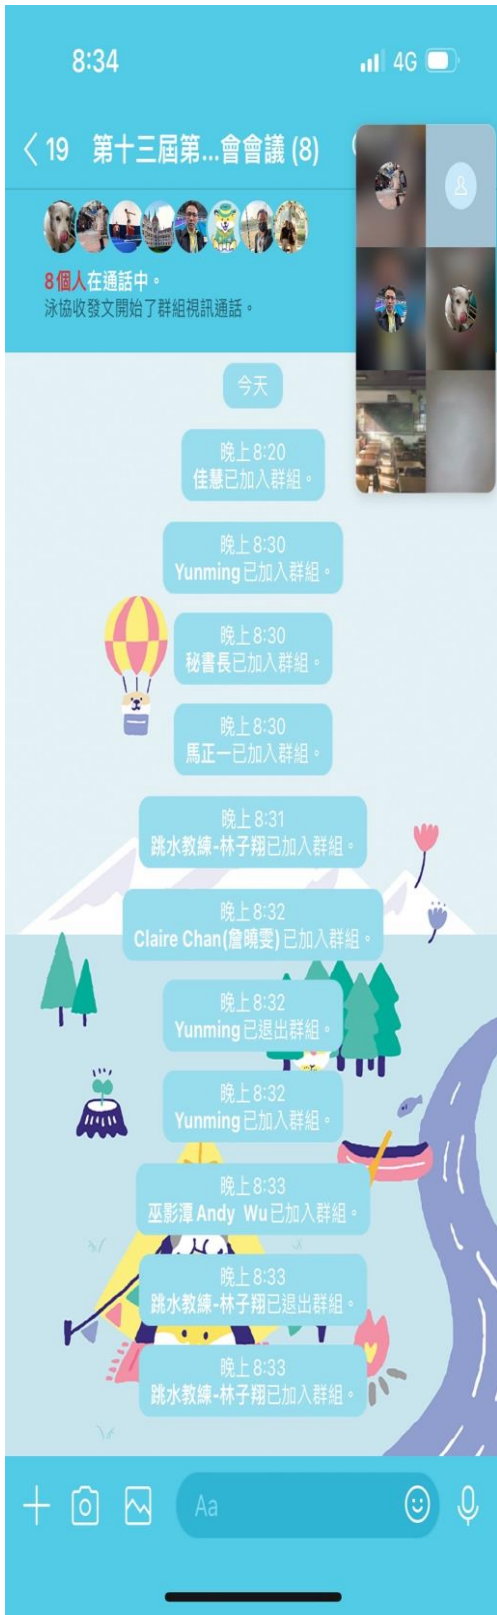 8:34
4G
19 第十三屆第...會會議 (8)
8個人在通話中。
泳協收發文開始了群組視訊通話。
今天
晚上8:20
佳慧已加入群組。
晚上8:30
Yunming已加入群組。
晚上8:30
秘書長已加入群組。
晚上8:30
馬正一已加入群組。
晚上8:31
跳水教練-林子翔已加入群組。
晚上8:32
Claire Chan(詹曉雯)已加入群組。
晚上8:32
Yunming已退出群組。
晚上8:32
Yunming已加入群組。
晚上8:33
巫影潭 Andy Wu已加入群組。
晚上8:33
跳水教練-林子翔已退出群組。
晚上8:33
跳水教練-林子翔已加入群組。
Aa